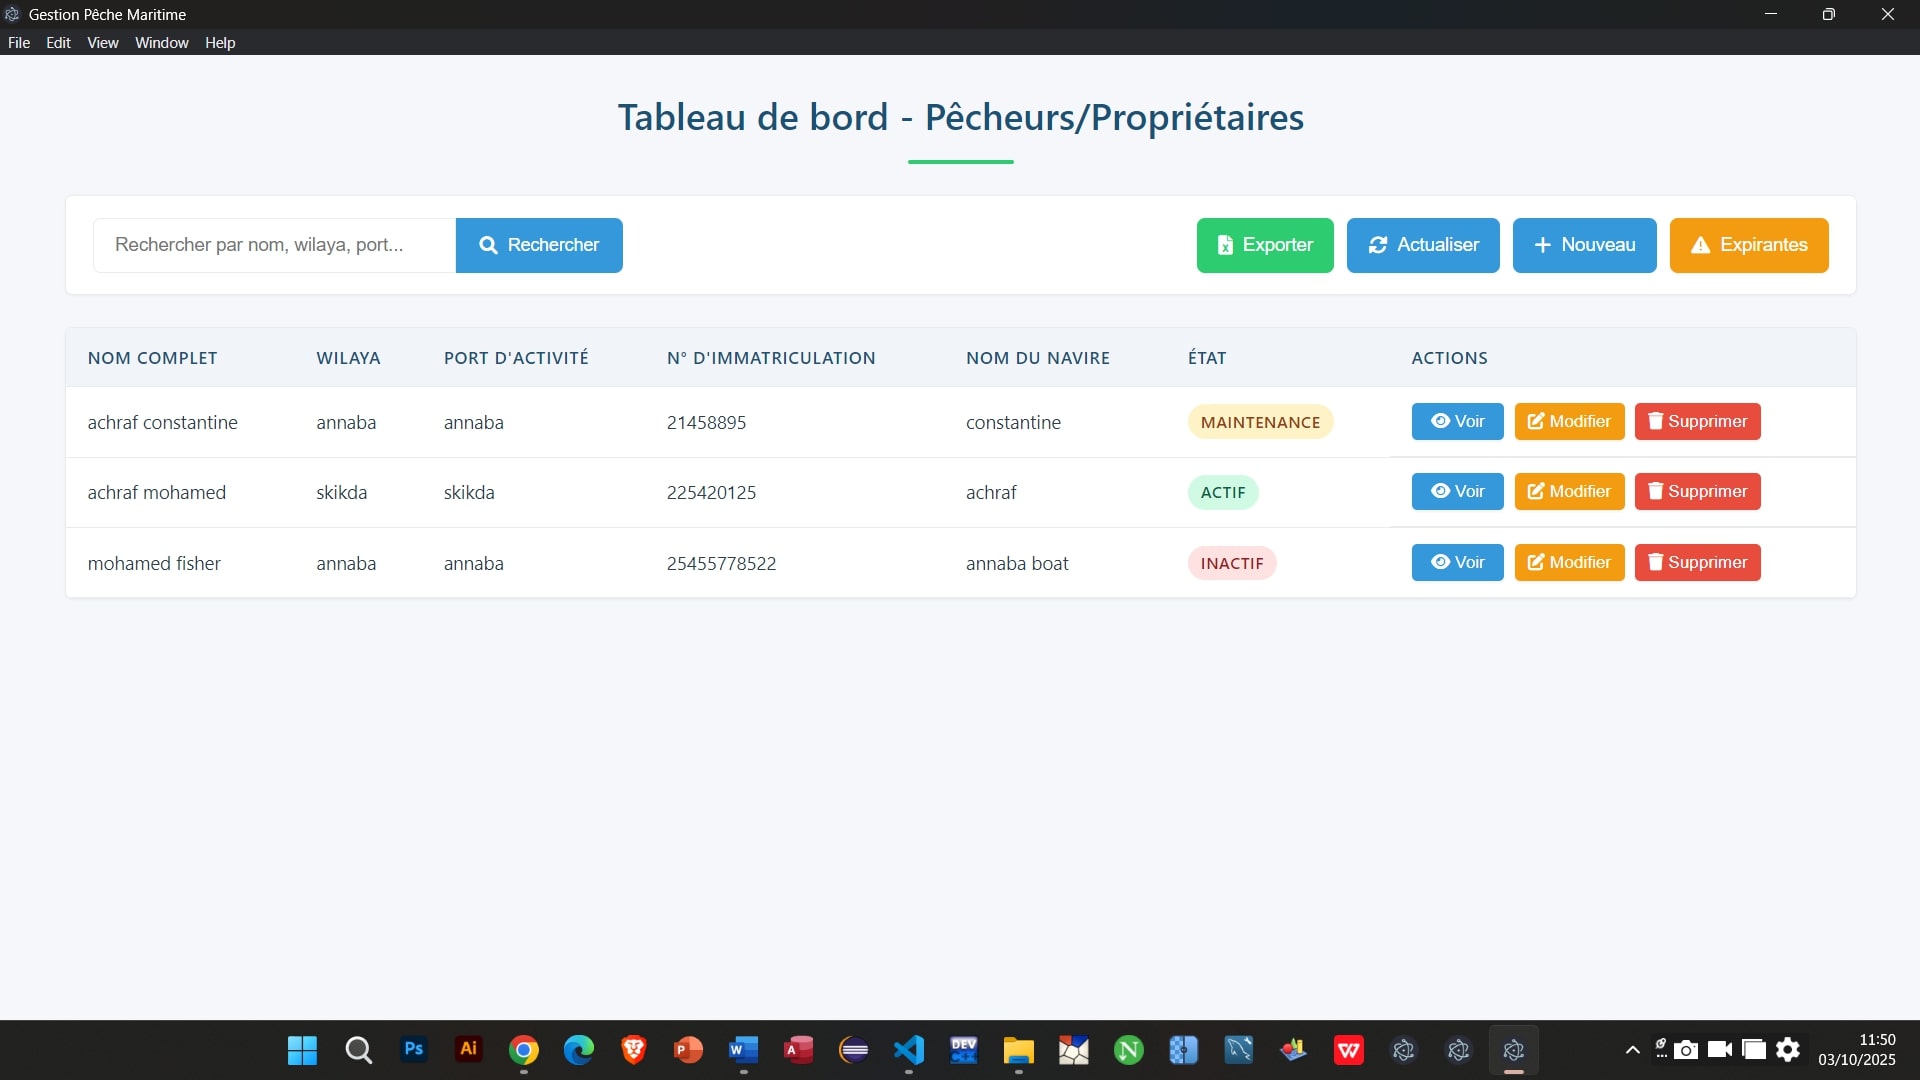 Gestion Pêche Maritime
File Edit View Window Help
Tableau de bord - Pêcheurs/Propriétaires
Rechercher par nom, wilaya, port... Rechercher Exporter Actualiser Nouveau Expirantes
NOM COMPLET WILAYA PORT D'ACTIVITÉ N° D'IMMATRICULATION NOM DU NAVIRE ÉTAT ACTIONS
achraf constantine annaba annaba 21458895 constantine MAINTENANCE Voir Modifier Supprimer
achraf mohamed skikda skikda 225420125 achraf ACTIF Voir Modifier Supprimer
mohamed fisher annaba annaba 25455778522 annaba boat INACTIF Voir Modifier Supprimer
Ps Ai P W A DEV C++ N W 11:50
03/10/2025